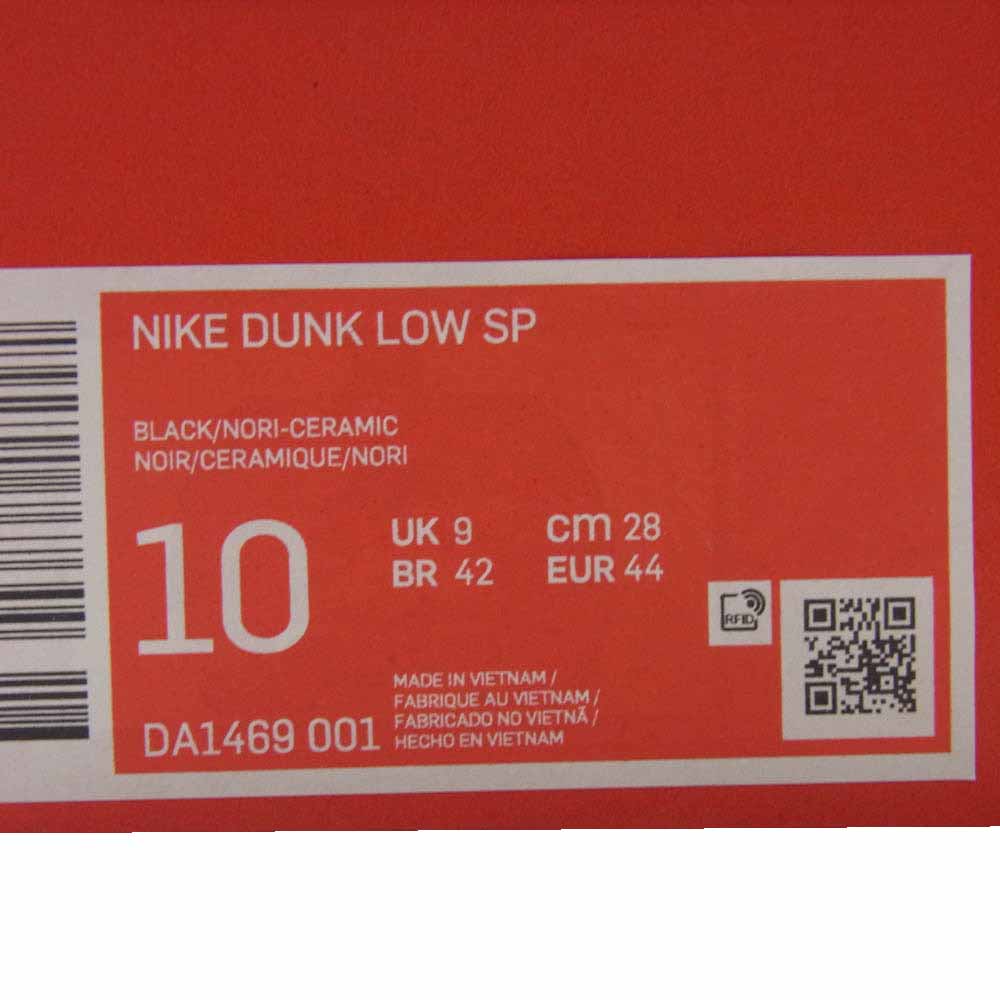 NIKE DUNK LOW SP
BLACK/NORI-CERAMIC
NOIR/CERAMIQUE/NORI
10
UK 9 cm 28
BR 42 EUR 44
RFID
MADE IN VIETNAM /
FABRIQUE AU VIETNAM /
FABRICADO NO VIETNÃ /
HECHO EN VIETNAM
DA1469 001